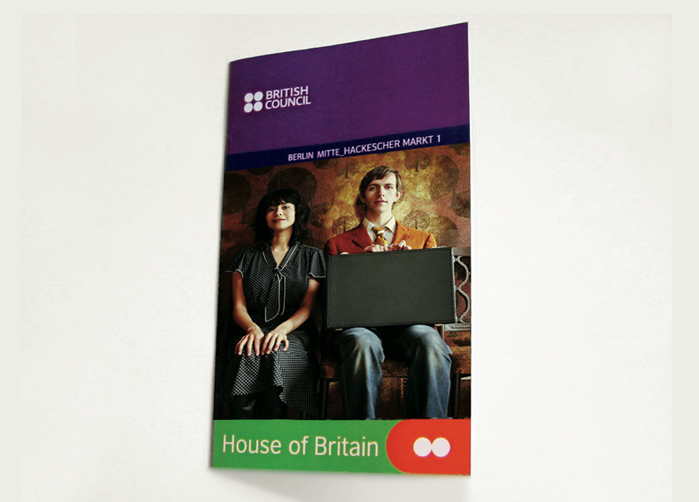 BRITISH
COUNCIL
BERLIN MITTE_HACKESCHER MARKT 1
House of Britain